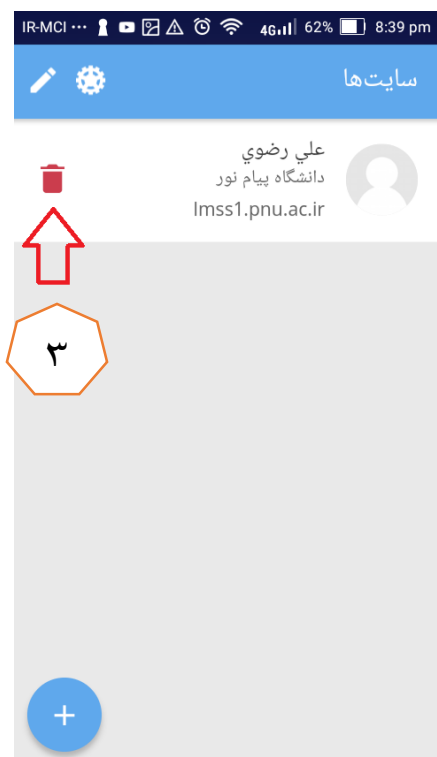 IR-MCI ··· 4G 62% 8:39 pm
سایت‌ها
علي رضوي
دانشگاه پیام نور
lmss1.pnu.ac.ir
۳
+